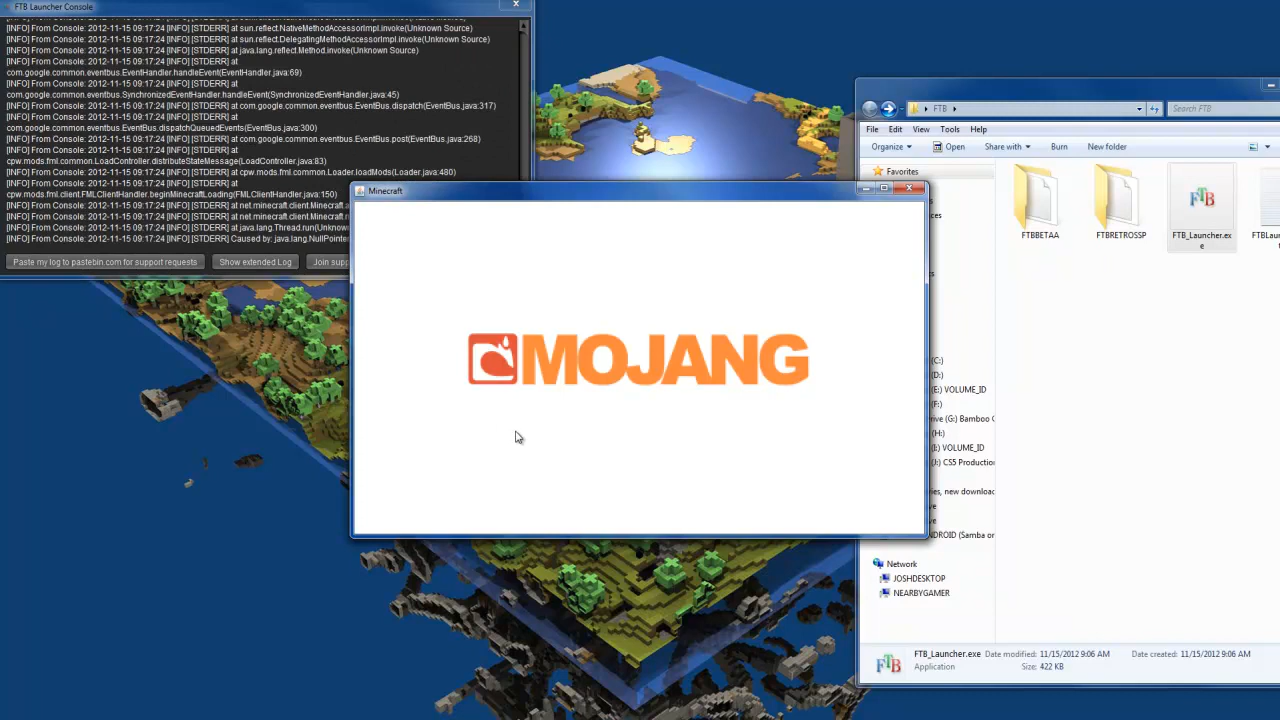 FTB Launcher Console
[INFO] From Console: 2012-11-15 09:17:24 [INFO] [STDERR] at sun.reflect.NativeMethodAccessorImpl.invoke(Unknown Source)
[INFO] From Console: 2012-11-15 09:17:24 [INFO] [STDERR] at sun.reflect.DelegatingMethodAccessorImpl.invoke(Unknown Source)
[INFO] From Console: 2012-11-15 09:17:24 [INFO] [STDERR] at java.lang.reflect.Method.invoke(Unknown Source)
[INFO] From Console: 2012-11-15 09:17:24 [INFO] [STDERR] at
com.google.common.eventbus.EventHandler.handleEvent(EventHandler.java:69)
[INFO] From Console: 2012-11-15 09:17:24 [INFO] [STDERR] at
com.google.common.eventbus.SynchronizedEventHandler.handleEvent(SynchronizedEventHandler.java:45)
[INFO] From Console: 2012-11-15 09:17:24 [INFO] [STDERR] at com.google.common.eventbus.EventBus.dispatch(EventBus.java:317)
[INFO] From Console: 2012-11-15 09:17:24 [INFO] [STDERR] at
com.google.common.eventbus.EventBus.dispatchQueuedEvents(EventBus.java:300)
[INFO] From Console: 2012-11-15 09:17:24 [INFO] [STDERR] at com.google.common.eventbus.EventBus.post(EventBus.java:268)
[INFO] From Console: 2012-11-15 09:17:24 [INFO] [STDERR] at
cpw.mods.fml.common.LoadController.distributeStateMessage(LoadController.java:83)
[INFO] From Console: 2012-11-15 09:17:24 [INFO] [STDERR] at cpw.mods.fml.common.Loader.loadMods(Loader.java:480)
[INFO] From Console: 2012-11-15 09:17:24 [INFO] [STDERR] at
cpw.mods.fml.client.FMLClientHandler.beginMinecraftLoading(FMLClientHandler.java:150)
[INFO] From Console: 2012-11-15 09:17:24 [INFO] [STDERR] at net.minecraft.client.Minecraft.a
[INFO] From Console: 2012-11-15 09:17:24 [INFO] [STDERR] at net.minecraft.client.Minecraft.r
[INFO] From Console: 2012-11-15 09:17:24 [INFO] [STDERR] at java.lang.Thread.run(Unknown
[INFO] From Console: 2012-11-15 09:17:24 [INFO] [STDERR] Caused by: java.lang.NullPointer
Paste my log to pastebin.com for support requests
Show extended Log
Join supp
Minecraft
MOJANG
FTB
Search FTB
File Edit View Tools Help
Organize Open Share with Burn New folder
Favorites
FTBBETAA
FTBRETROSSP
FTB
FTB_Launcher.ex
e
FTBLau
(C:)
(D:)
(E:) VOLUME_ID
(F:)
(G:) Bamboo
(H:)
(I:) VOLUME_ID
(J:) CS5 Production
new downloac
(Samba or
Network
JOSHDESKTOP
NEARBYGAMER
FTB
FTB_Launcher.exe Date modified: 11/15/2012 9:06 AM Date created: 11/15/2012 9:06 AM
Application Size: 422 KB